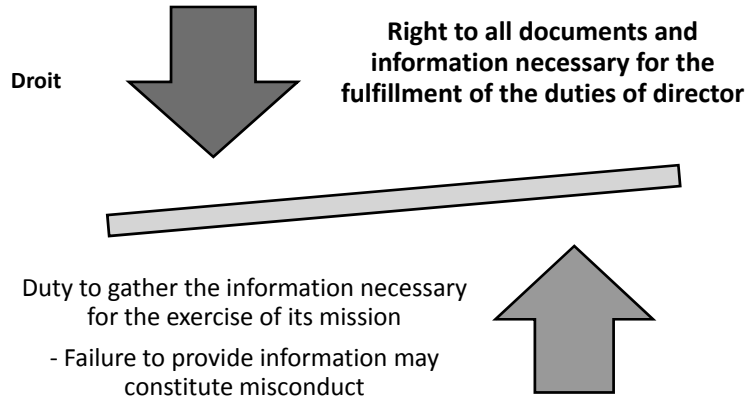 Droit
Right to all documents and
information necessary for the
fulfillment of the duties of director
Duty to gather the information necessary
for the exercise of its mission
- Failure to provide information may
constitute misconduct